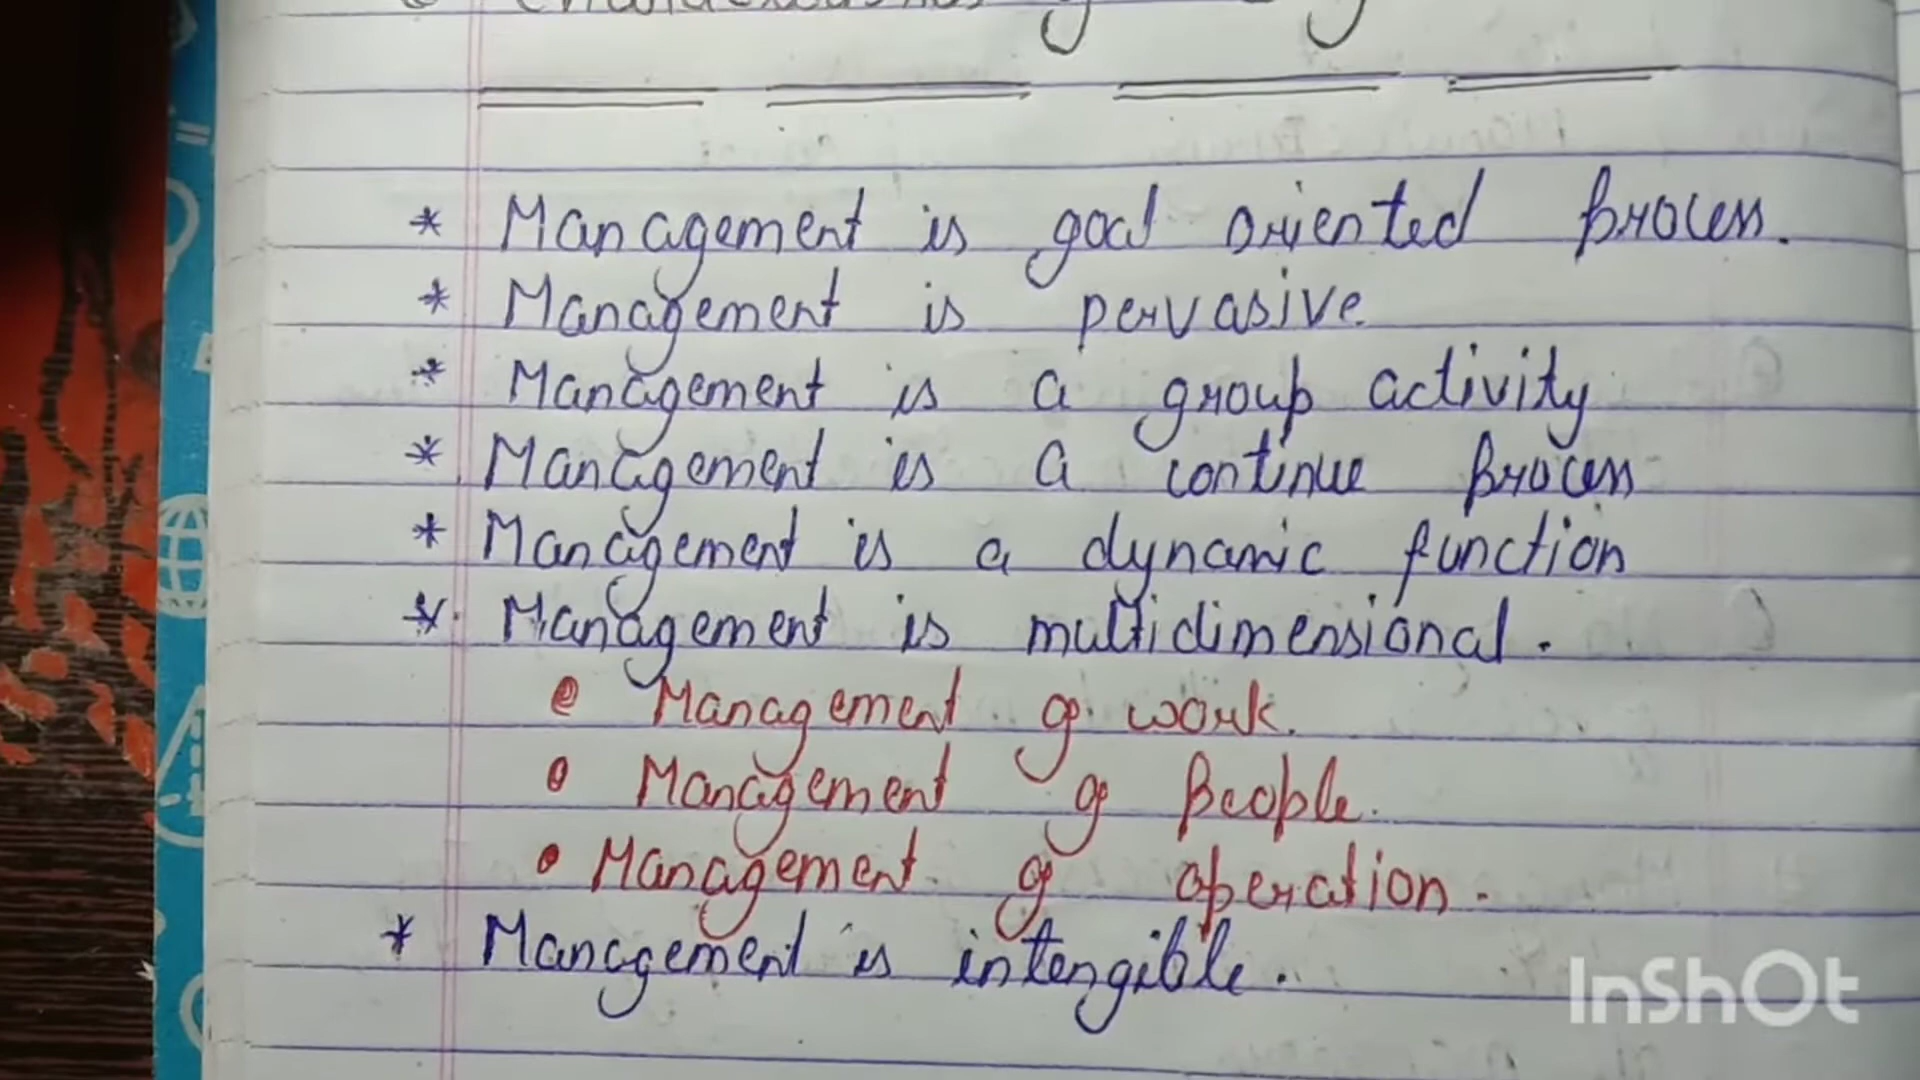 * Management is goal oriented process.
* Management is pervasive.
* Management is a group activity
* Management is a continue process
* Management is a dynamic function
* Management is multidimensional.
• Management of work.
• Management of people.
• Management of operation.
* Management is intengible.
InShOt